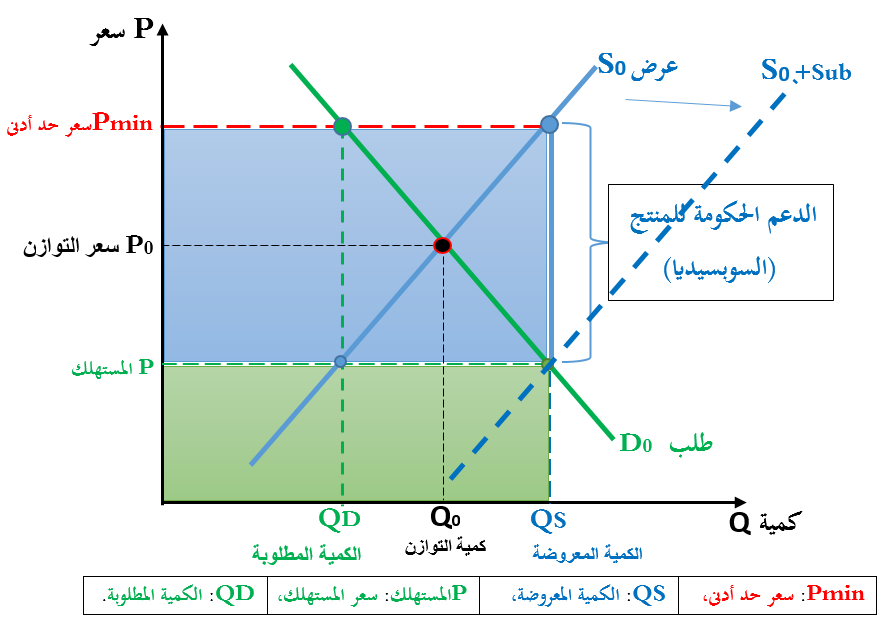 سعر P
عرض S0
S0+Sub
سعر حد أدنى Pmin
الدعم الحكومة للمنتج
(السوبسيديا)
سعر التوازن P0
P المستهلك
طلب D0
QD
Q0
QS
كمية Q
الكمية المطلوبة
كمية التوازن
الكمية المعروضة
Pmin: سعر حد أدنى،
QS: الكمية المعروضة،
Pالمستهلك: سعر المستهلك،
QD: الكمية المطلوبة.